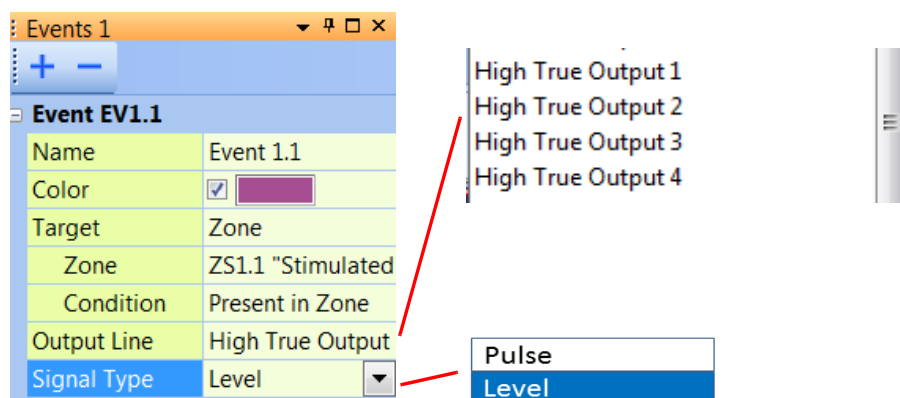 Events 1
Event EV1.1
Name Event 1.1
Color
Target Zone
Zone ZS1.1 "Stimulated
Condition Present in Zone
Output Line High True Output
Signal Type Level
High True Output 1
High True Output 2
High True Output 3
High True Output 4
Pulse
Level